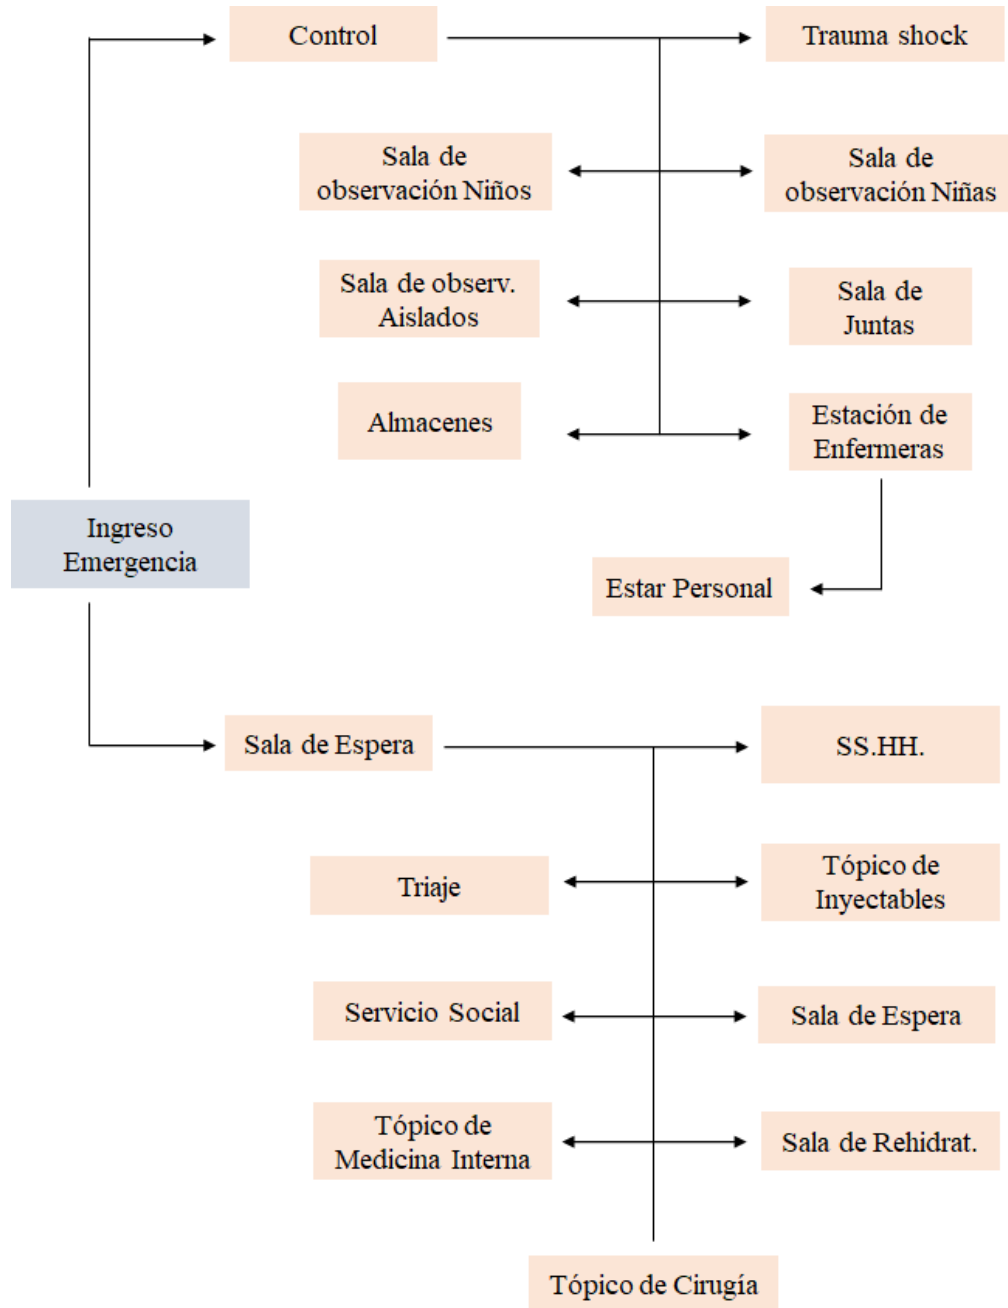 Control
Trauma shock
Sala de
observación Niños
Sala de
observación Niñas
Sala de observ.
Aislados
Sala de
Juntas
Almacenes
Estación de
Enfermeras
Ingreso
Emergencia
Estar Personal
Sala de Espera
SS.HH.
Triaje
Tópico de
Inyectables
Servicio Social
Sala de Espera
Tópico de
Medicina Interna
Sala de Rehidrat.
Tópico de Cirugía